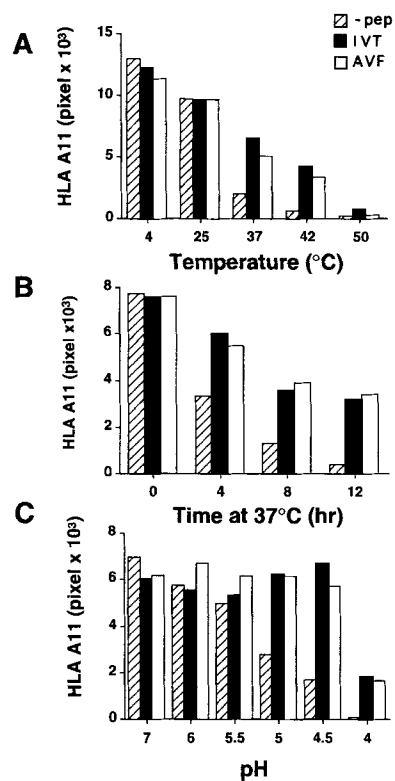 - pep
IVT
AVF
A
HLA A11 (pixel x 10³)
15
10
5
0
4 25 37 42 50
Temperature (°C)
B
HLA A11 (pixel x10³)
8
6
4
2
0
0 4 8 12
Time at 37°C (hr)
C
HLA A11 (pixel x 10³)
8
6
4
2
0
7 6 5.5 5 4.5 4
pH